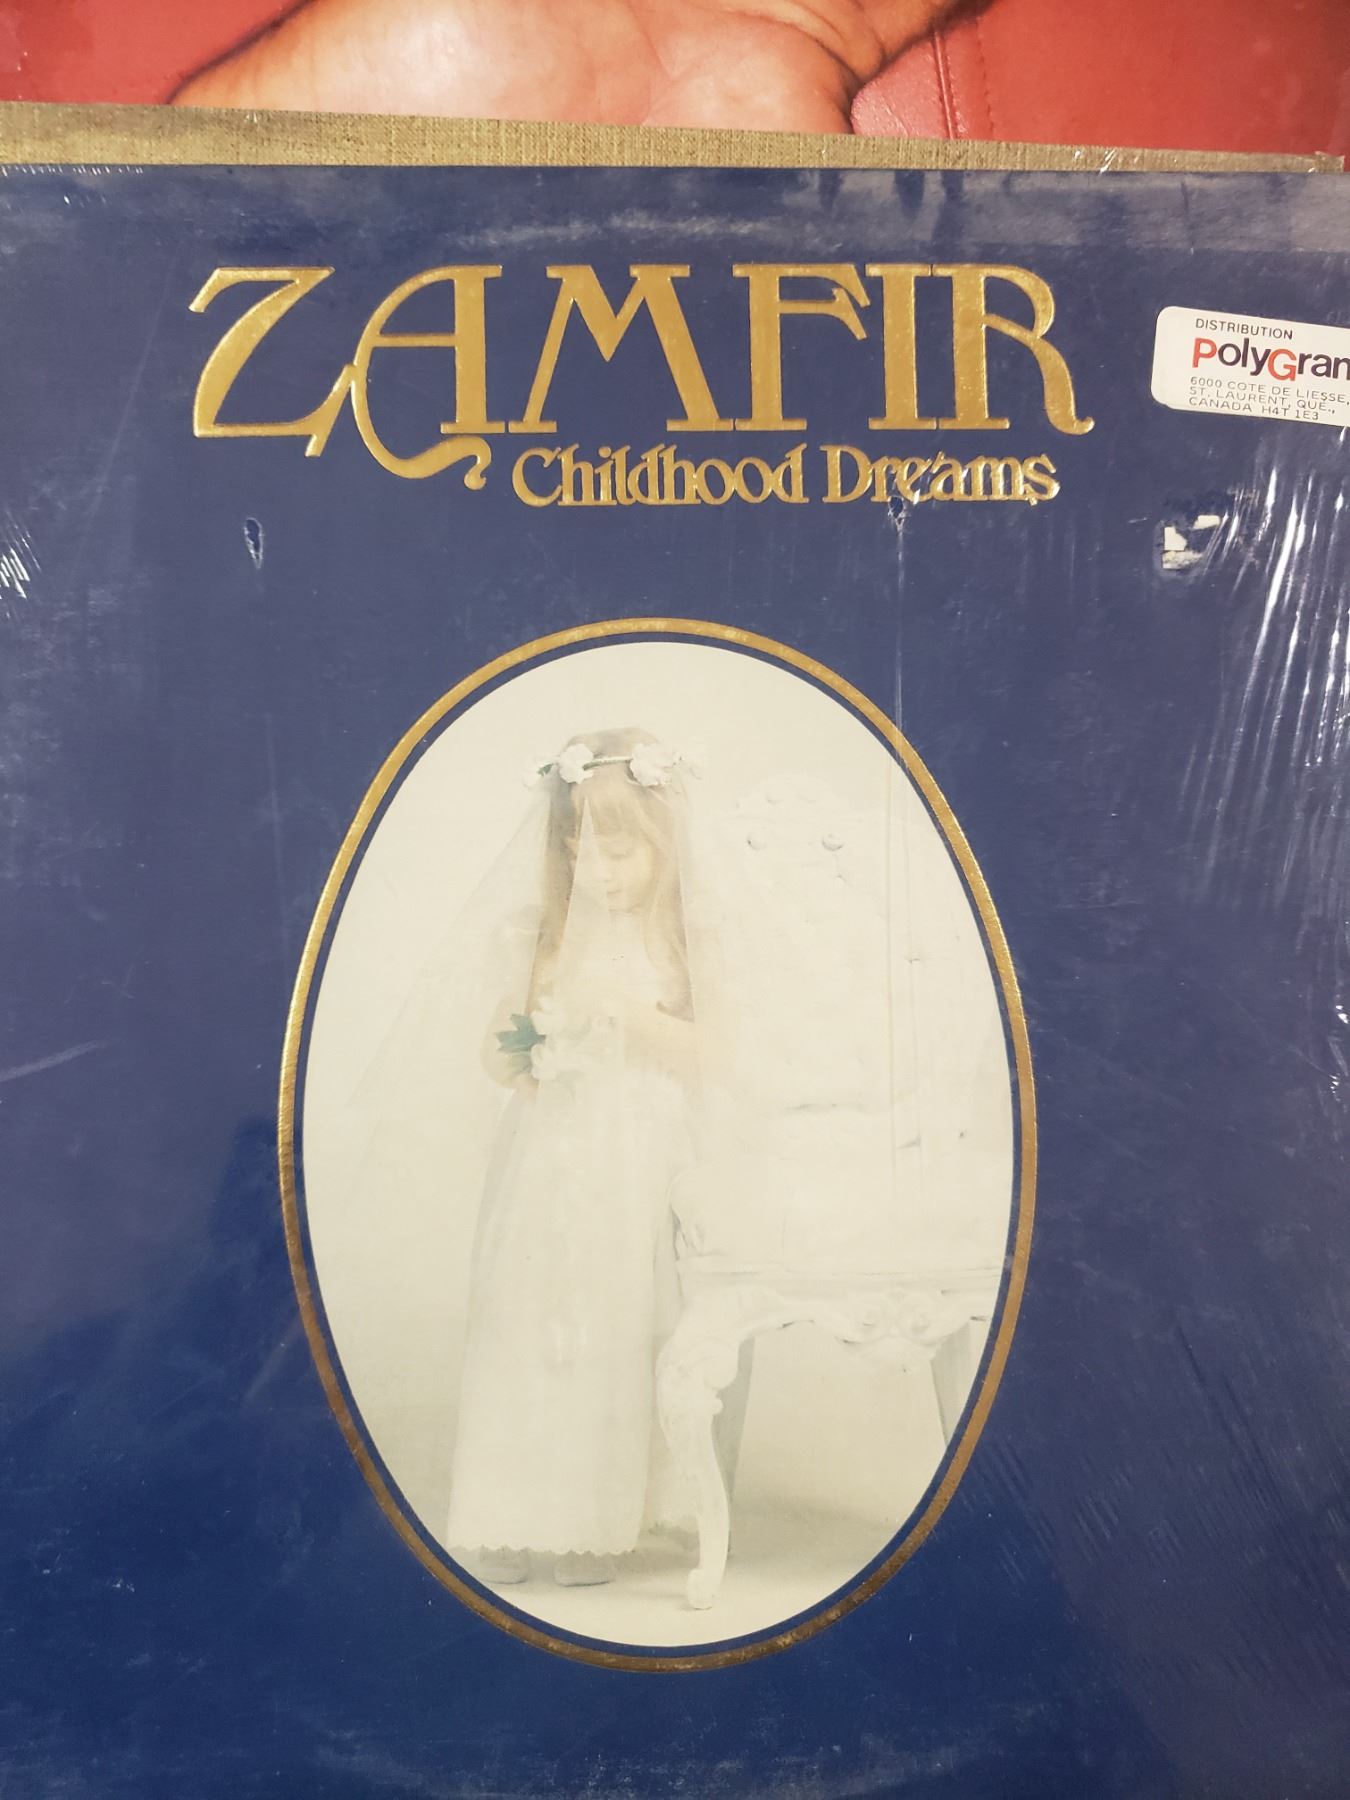 ZAMFIR
Childhood Dreams
DISTRIBUTION
PolyGram
6000 COTE DE LIESSE,
ST. LAURENT, QUE.,
CANADA H4T 1E3